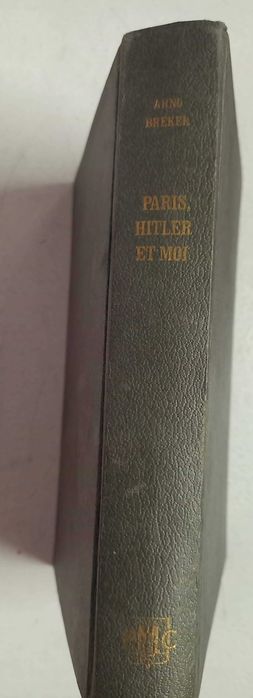 ARNO
BREKER
PARIS,
HITLER
ET MOI